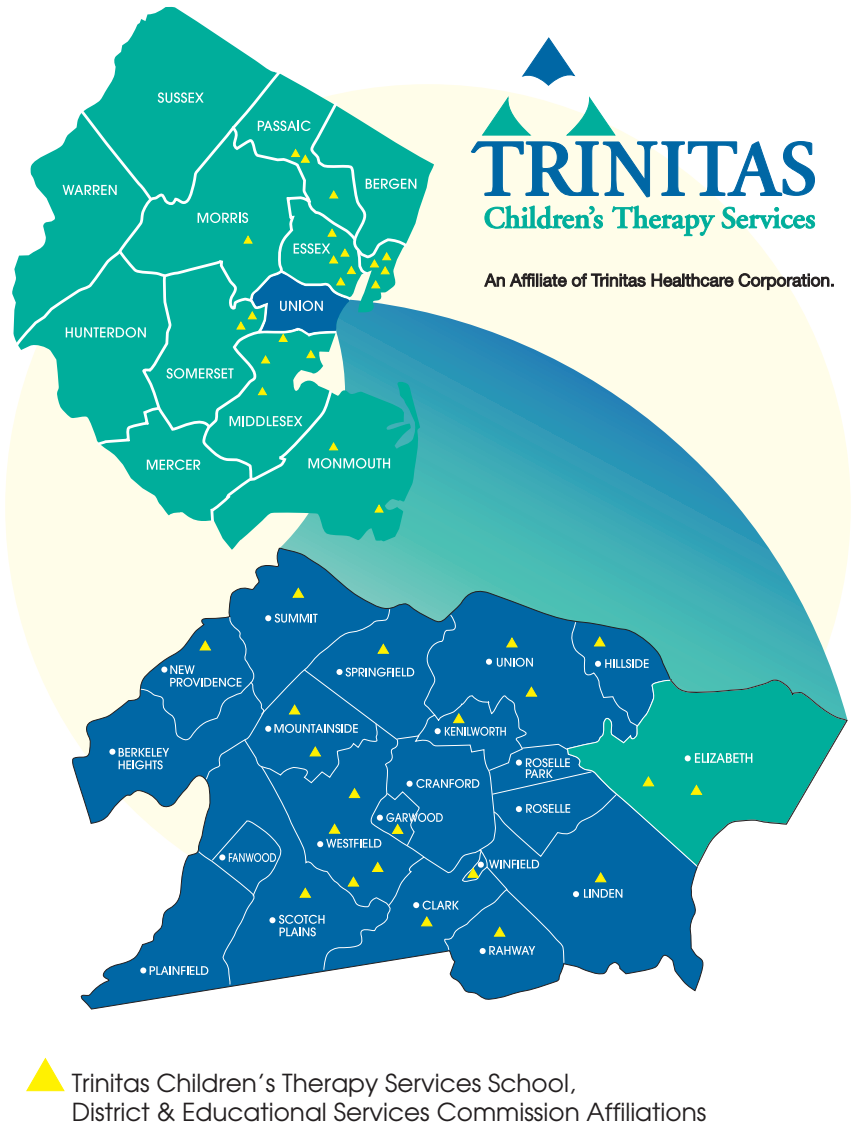 SUSSEX
PASSAIC
WARREN
BERGEN
MORRIS
ESSEX
UNION
HUNTERDON
SOMERSET
MIDDLESEX
MERCER
MONMOUTH
TRINITAS
Children's Therapy Services
An Affiliate of Trinitas Healthcare Corporation.
SUMMIT
NEW
PROVIDENCE
SPRINGFIELD
UNION
HILLSIDE
MOUNTAINSIDE
KENILWORTH
BERKELEY
HEIGHTS
ELIZABETH
ROSELLE
PARK
CRANFORD
ROSELLE
GARWOOD
WESTFIELD
FANWOOD
WINFIELD
LINDEN
CLARK
SCOTCH
PLAINS
RAHWAY
PLAINFIELD
Trinitas Children's Therapy Services School,
District & Educational Services Commission Affiliations